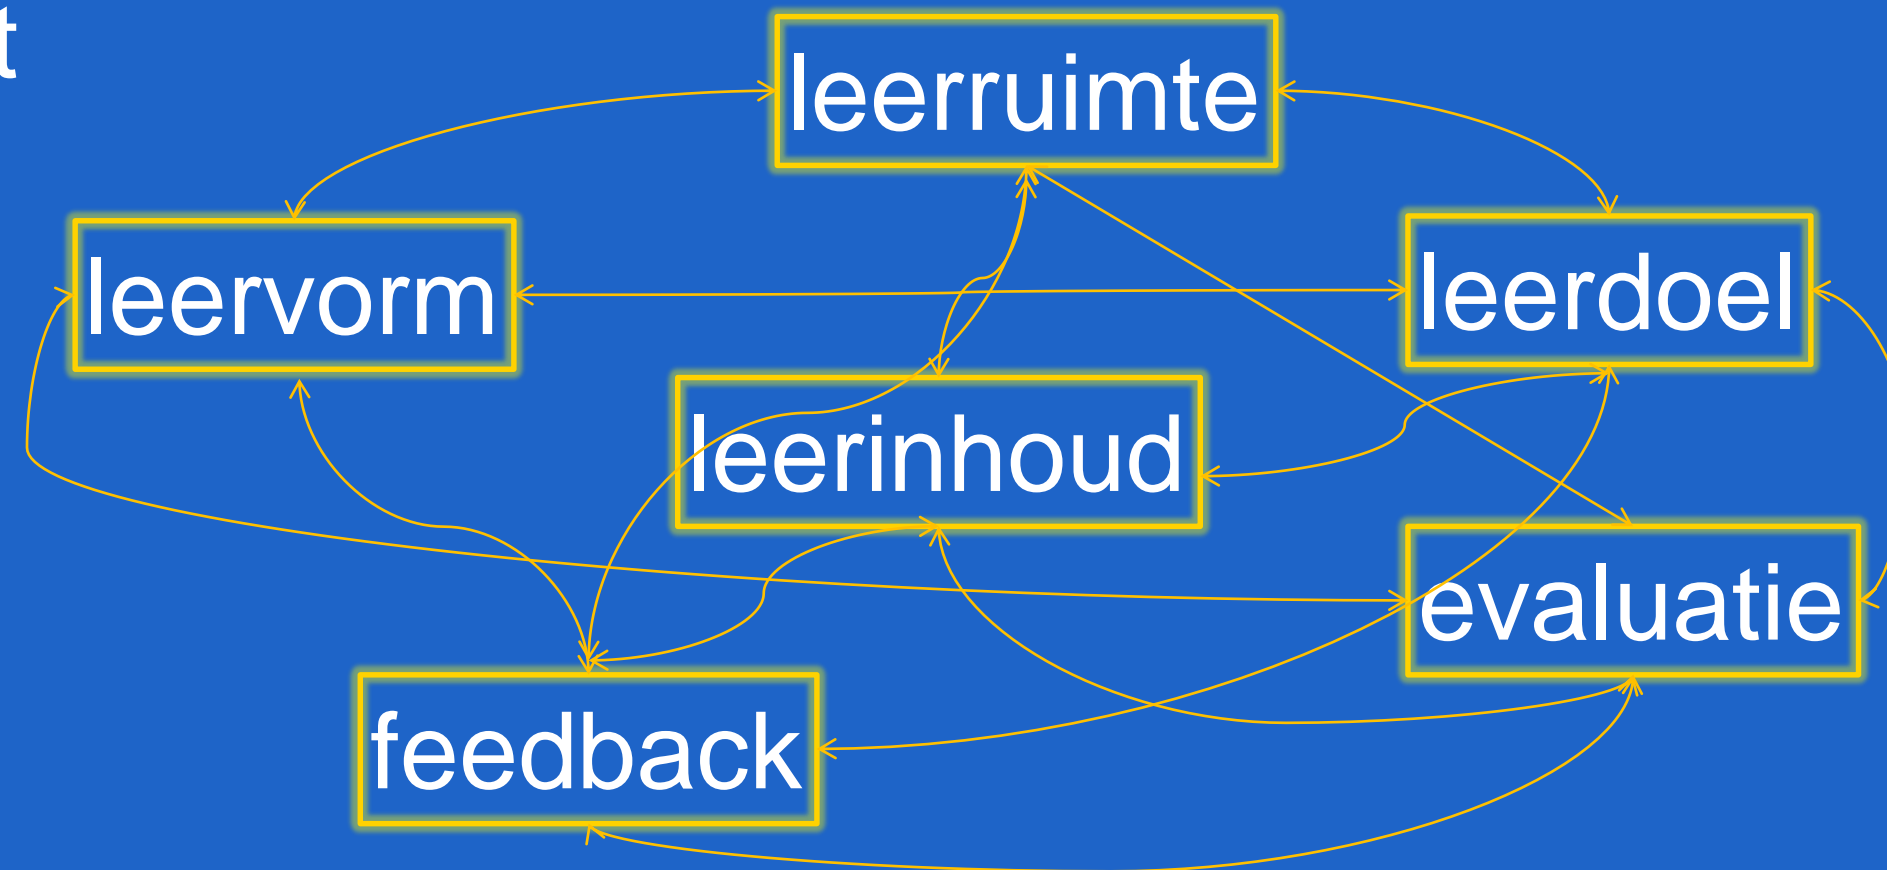 t
leerruimte
leervorm
leerdoel
leerinhoud
evaluatie
feedback